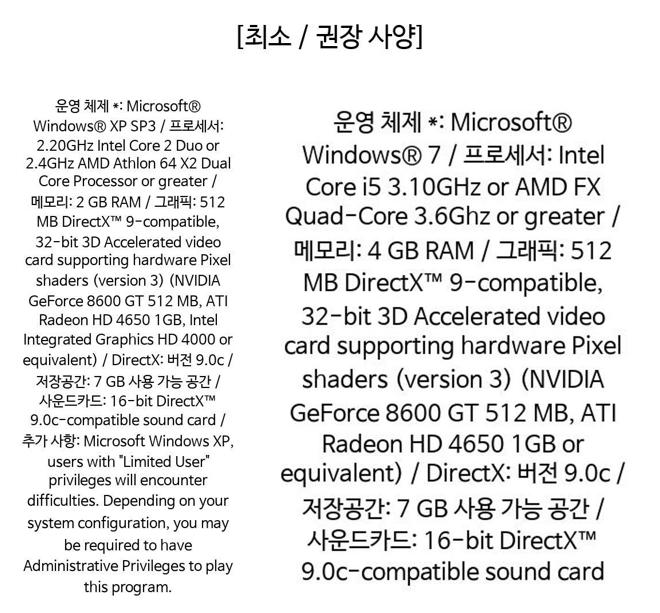 [최소 / 권장 사양]
운영 체제 *: Microsoft®
Windows® XP SP3 / 프로세서:
2.20GHz Intel Core 2 Duo or
2.4GHz AMD Athlon 64 X2 Dual
Core Processor or greater /
메모리: 2 GB RAM / 그래픽: 512
MB DirectX™ 9-compatible,
32-bit 3D Accelerated video
card supporting hardware Pixel
shaders (version 3) (NVIDIA
GeForce 8600 GT 512 MB, ATI
Radeon HD 4650 1GB, Intel
Integrated Graphics HD 4000 or
equivalent) / DirectX: 버전 9.0c /
저장공간: 7 GB 사용 가능 공간 /
사운드카드: 16-bit DirectX™
9.0c-compatible sound card /
추가 사항: Microsoft Windows XP,
users with "Limited User"
privileges will encounter
difficulties. Depending on your
system configuration, you may
be required to have
Administrative Privileges to play
this program.
운영 체제 *: Microsoft®
Windows® 7 / 프로세서: Intel
Core i5 3.10GHz or AMD FX
Quad-Core 3.6Ghz or greater /
메모리: 4 GB RAM / 그래픽: 512
MB DirectX™ 9-compatible,
32-bit 3D Accelerated video
card supporting hardware Pixel
shaders (version 3) (NVIDIA
GeForce 8600 GT 512 MB, ATI
Radeon HD 4650 1GB or
equivalent) / DirectX: 버전 9.0c /
저장공간: 7 GB 사용 가능 공간 /
사운드카드: 16-bit DirectX™
9.0c-compatible sound card